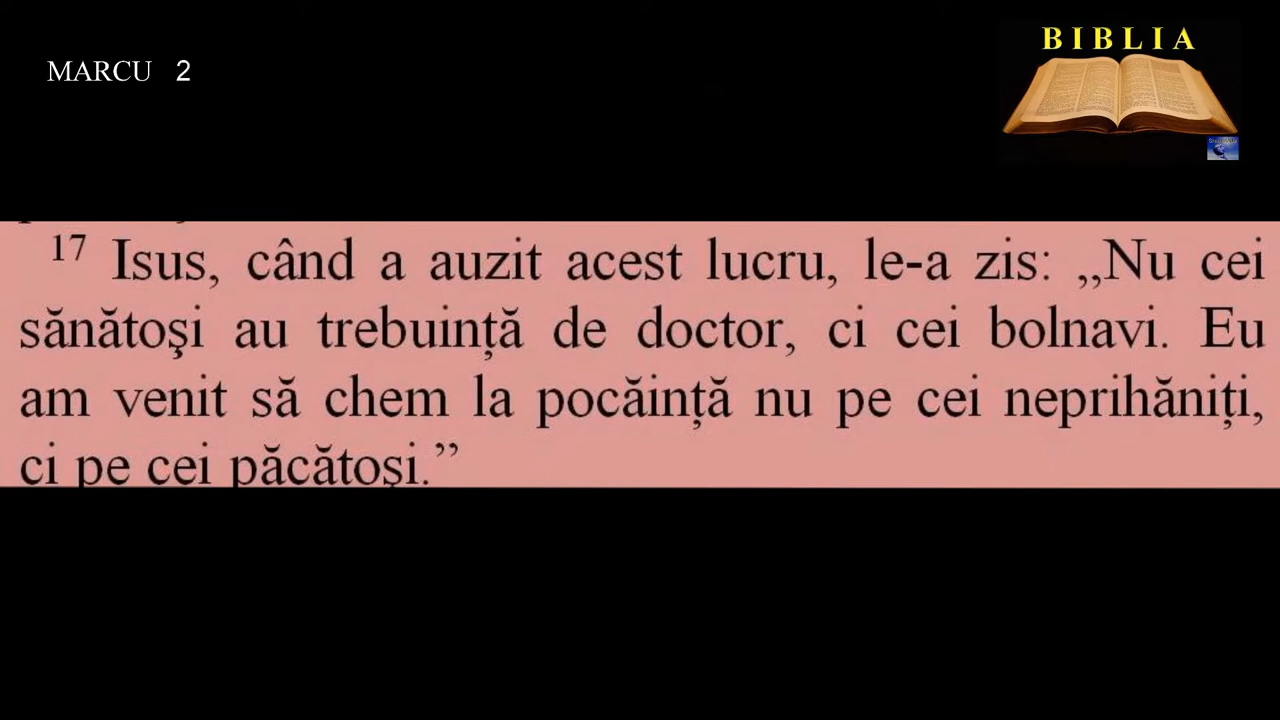 BIBLIA
MARCU 2
17 Isus, când a auzit acest lucru, le-a zis: „Nu cei
sănătoşi au trebuință de doctor, ci cei bolnavi. Eu
am venit să chem la pocăință nu pe cei neprihăniți,
ci pe cei păcătoşi.”